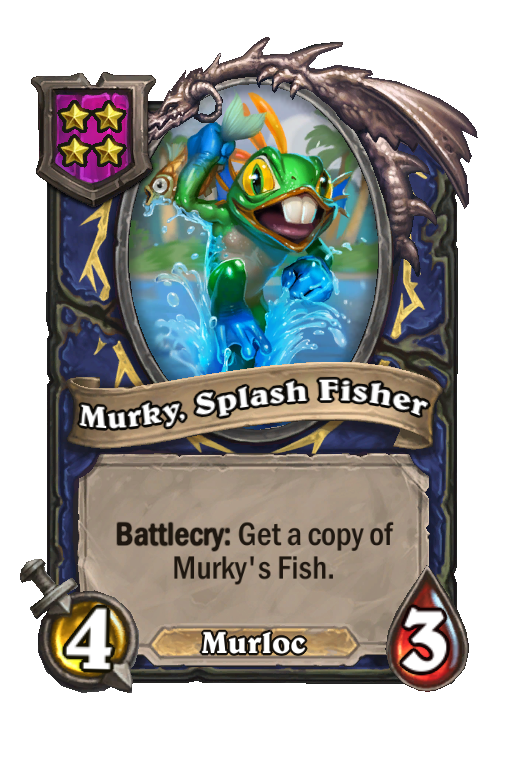 Murky, Splash Fisher
Battlecry: Get a copy of
Murky's Fish.
4
Murloc
3